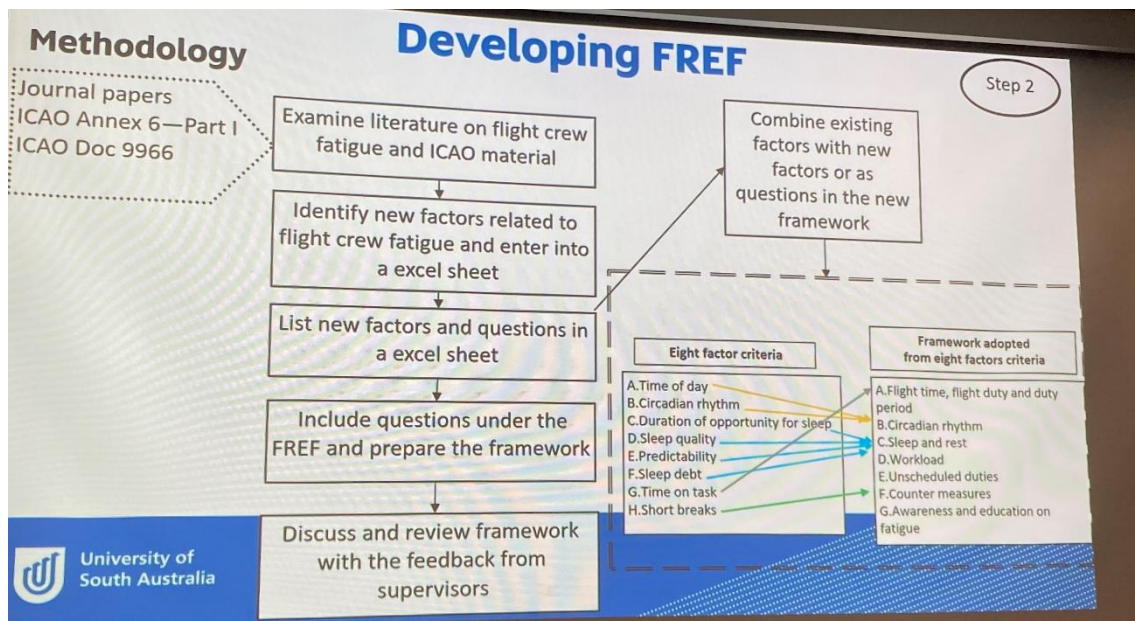 Methodology
Developing FREF
Step 2
Journal papers
ICAO Annex 6—Part I
ICAO Doc 9966
Examine literature on flight crew
fatigue and ICAO material
Identify new factors related to
flight crew fatigue and enter into
a excel sheet
List new factors and questions in
a excel sheet
Include questions under the
FREF and prepare the framework
Discuss and review framework
with the feedback from
supervisors
Combine existing
factors with new
factors or as
questions in the new
framework
Eight factor criteria
A.Time of day
B.Circadian rhythm
C.Duration of opportunity for sleep
D.Sleep quality
E.Predictability
F.Sleep debt
G.Time on task
H.Short breaks
Framework adopted
from eight factors criteria
A.Flight time, flight duty and duty
period
B.Circadian rhythm
C.Sleep and rest
D.Workload
E.Unscheduled duties
F.Counter measures
G.Awareness and education on
fatigue
University of
South Australia